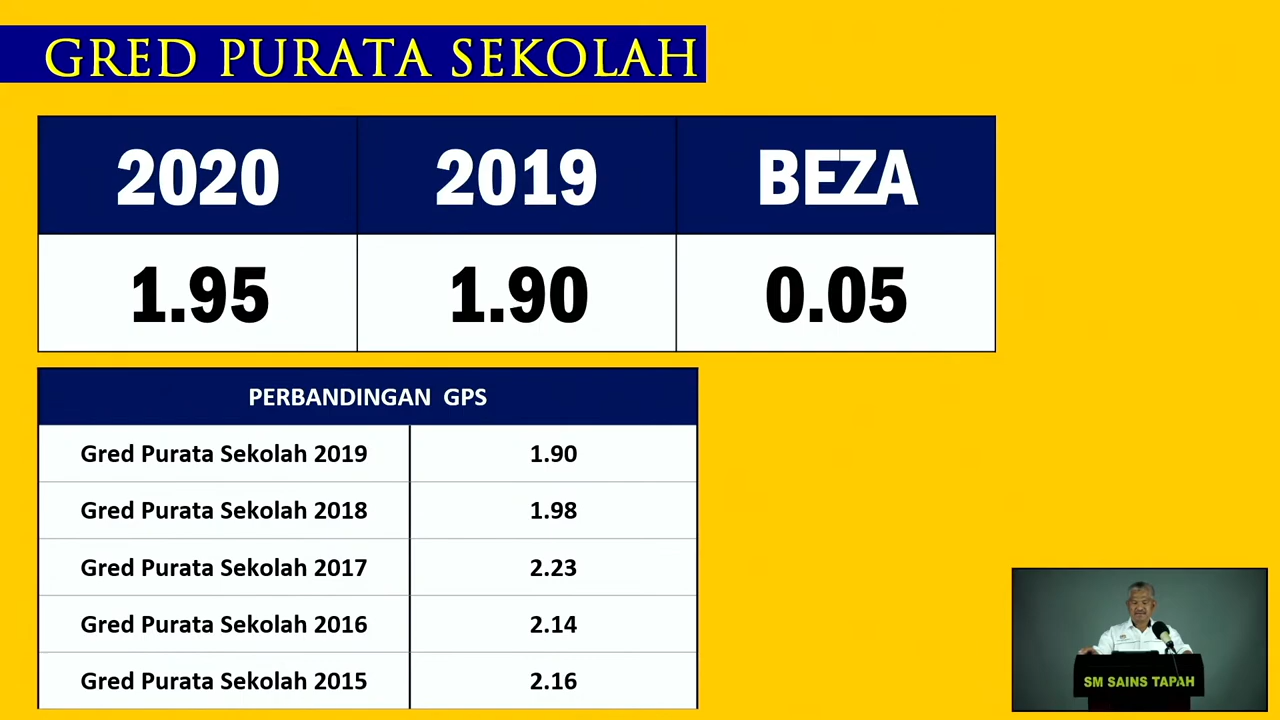 GRED PURATA SEKOLAH
2020 2019 BEZA
1.95 1.90 0.05
PERBANDINGAN GPS
Gred Purata Sekolah 2019 1.90
Gred Purata Sekolah 2018 1.98
Gred Purata Sekolah 2017 2.23
Gred Purata Sekolah 2016 2.14
Gred Purata Sekolah 2015 2.16
SM SAINS TAPAH